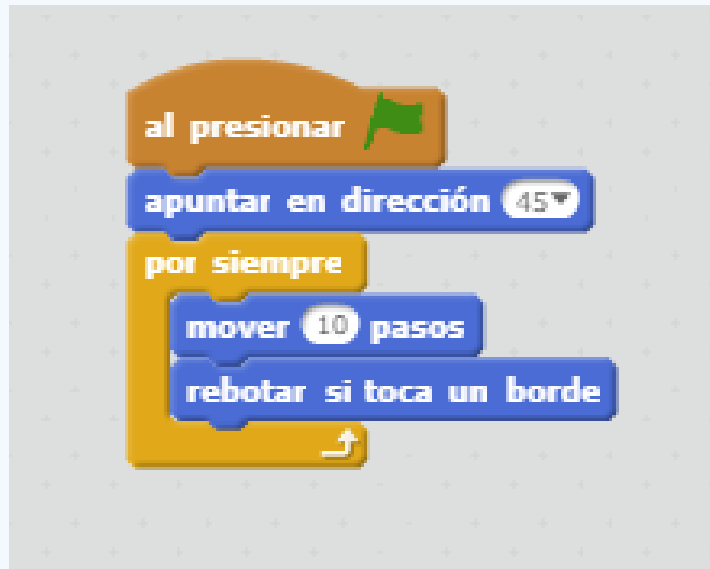 al presionar
apuntar en dirección 45
por siempre
mover 10 pasos
rebotar si toca un borde